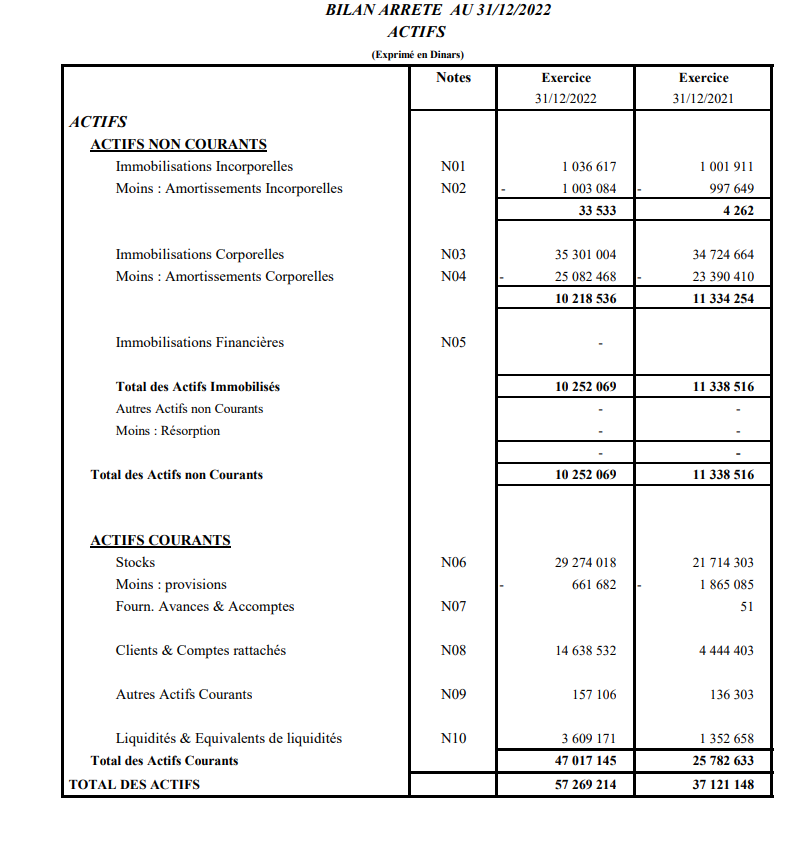 BILAN ARRETE AU 31/12/2022
ACTIFS
(Exprimé en Dinars)
Notes Exercice Exercice
31/12/2022 31/12/2021
ACTIFS
ACTIFS NON COURANTS
Immobilisations Incorporelles N01 1 036 617 1 001 911
Moins : Amortissements Incorporelles N02 - 1 003 084 - 997 649
33 533 4 262
Immobilisations Corporelles N03 35 301 004 34 724 664
Moins : Amortissements Corporelles N04 - 25 082 468 - 23 390 410
10 218 536 11 334 254
Immobilisations Financières N05 -
Total des Actifs Immobilisés 10 252 069 11 338 516
Autres Actifs non Courants - -
Moins : Résorption - -
- -
Total des Actifs non Courants 10 252 069 11 338 516
ACTIFS COURANTS
Stocks N06 29 274 018 21 714 303
Moins : provisions - 661 682 - 1 865 085
Fourn. Avances & Accomptes N07 51
Clients & Comptes rattachés N08 14 638 532 4 444 403
Autres Actifs Courants N09 157 106 136 303
Liquidités & Equivalents de liquidités N10 3 609 171 1 352 658
Total des Actifs Courants 47 017 145 25 782 633
TOTAL DES ACTIFS 57 269 214 37 121 148